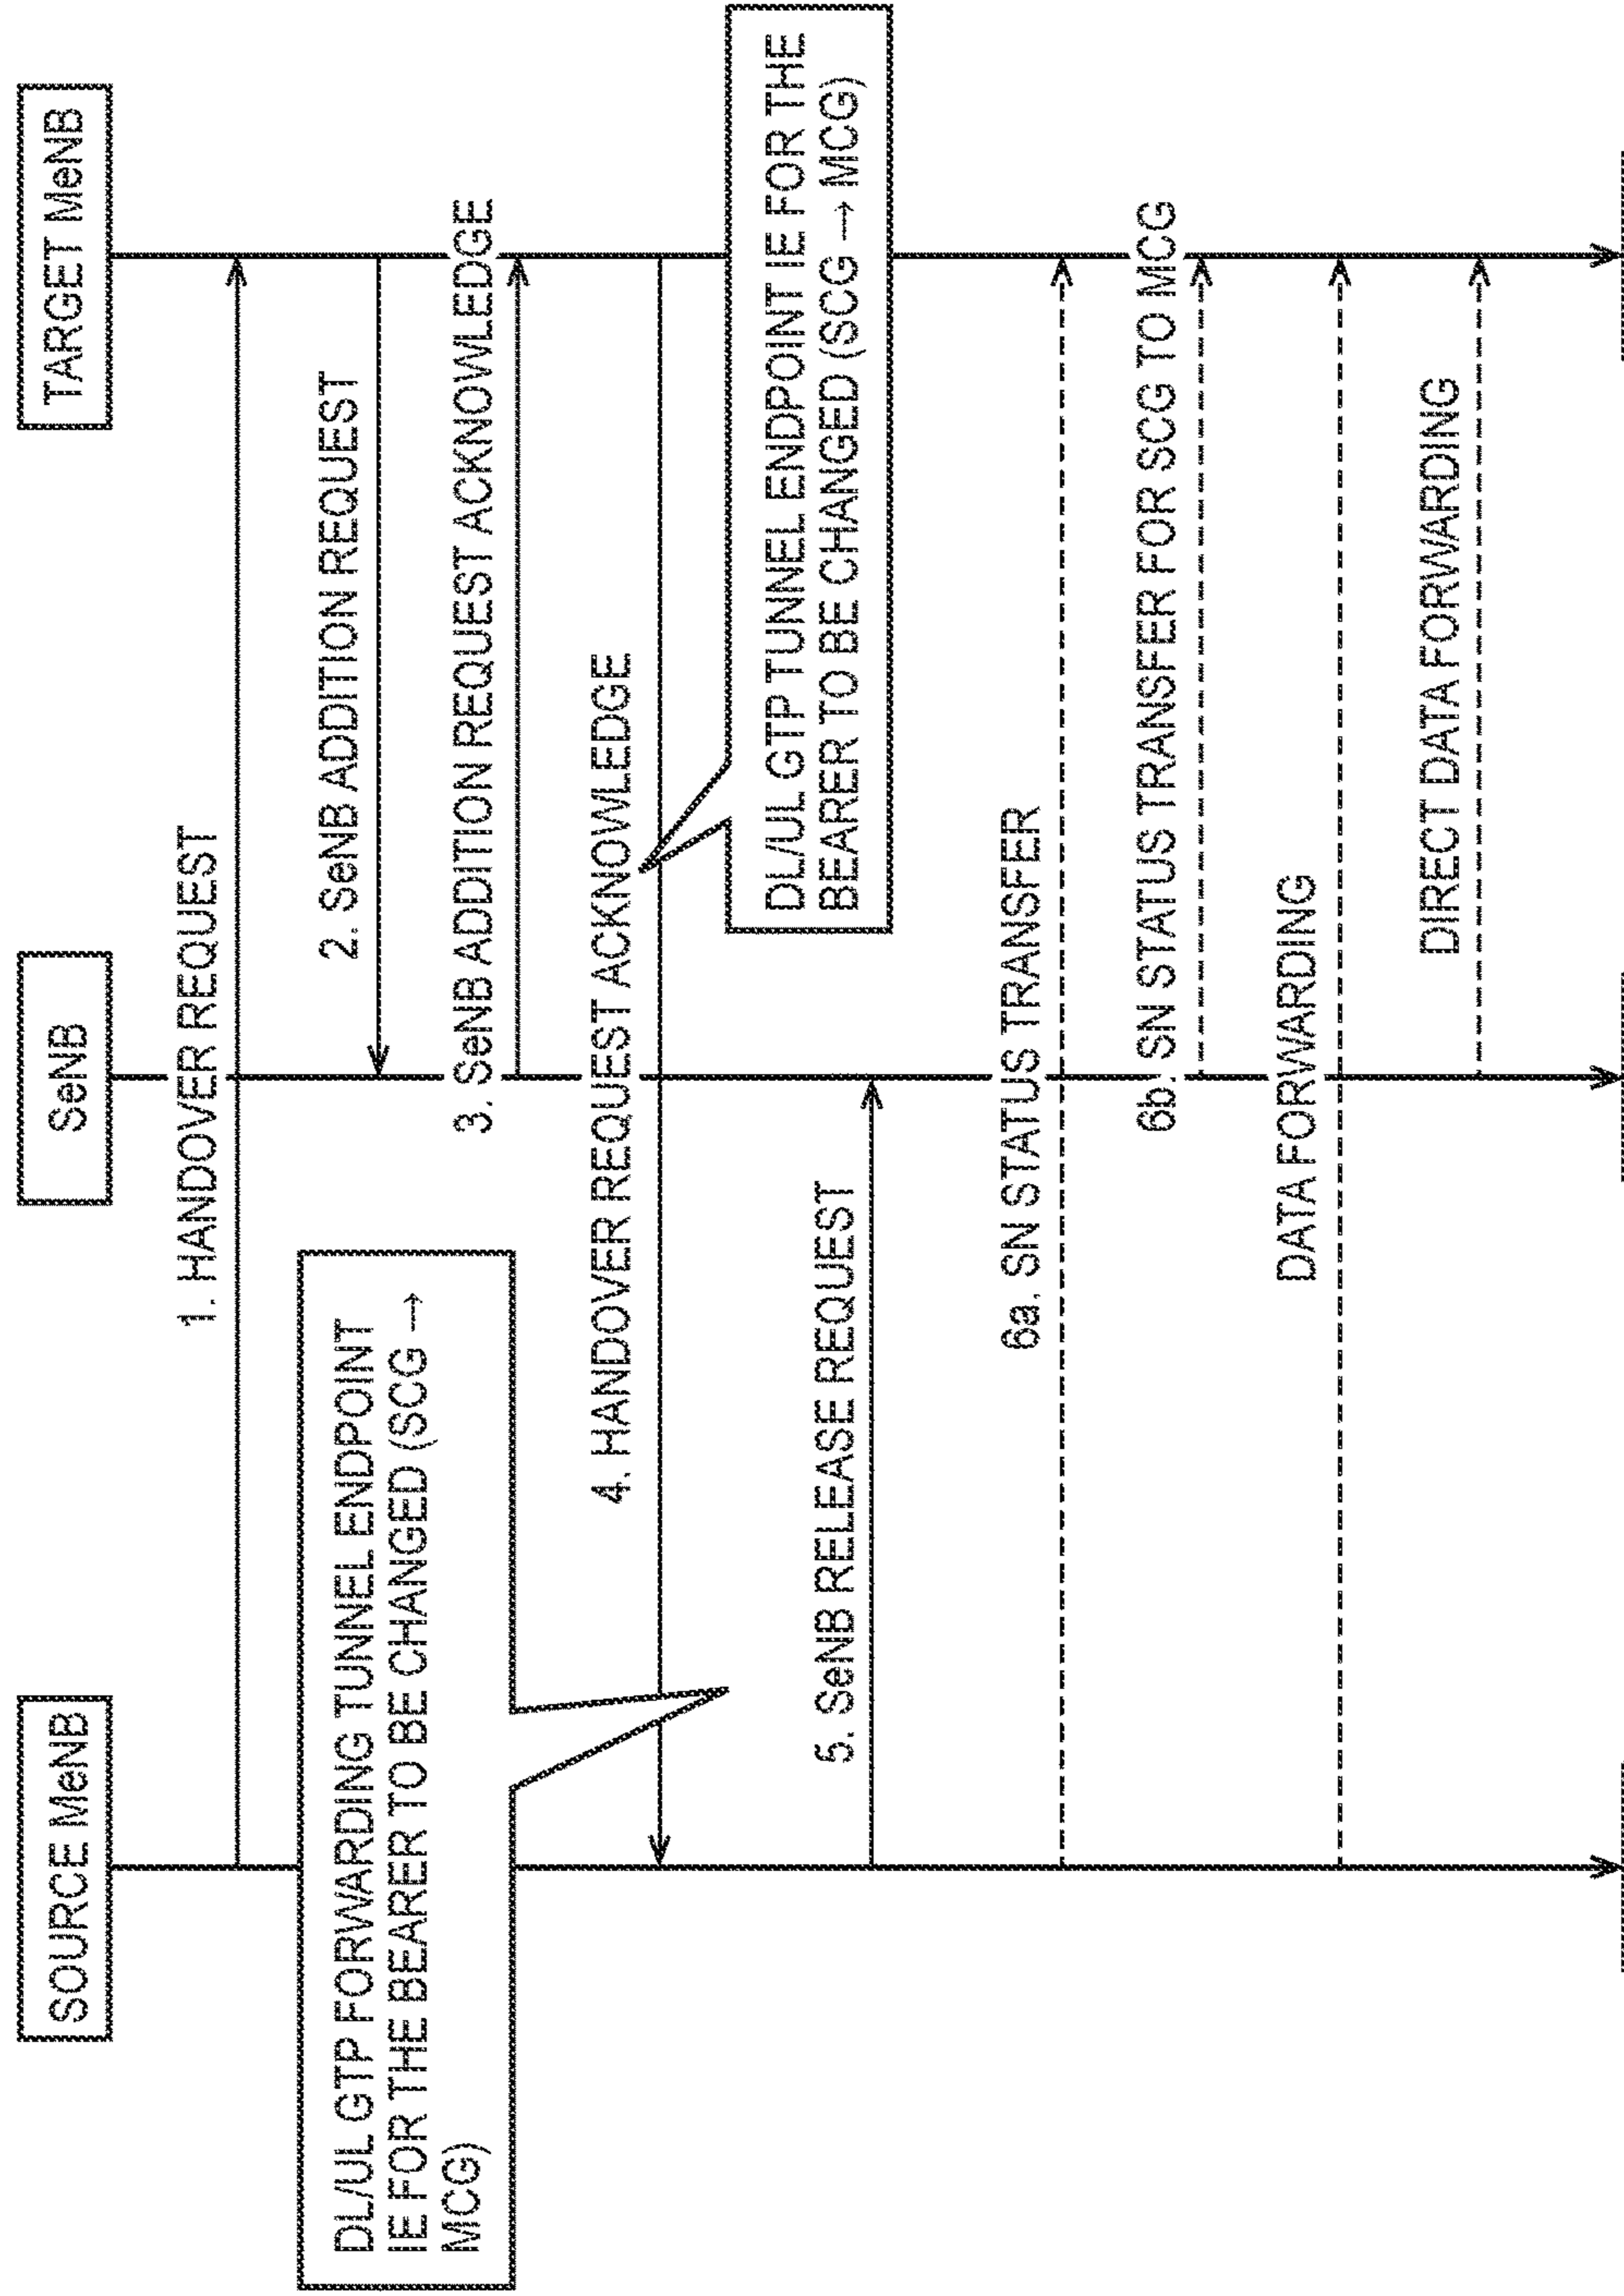 SOURCE MeNB
SeNB
TARGET MeNB
1. HANDOVER REQUEST
2. SeNB ADDITION REQUEST
DL/UL GTP FORWARDING TUNNEL ENDPOINT
IE FOR THE BEARER TO BE CHANGED (SCG →
MCG)
3. SeNB ADDITION REQUEST ACKNOWLEDGE
4. HANDOVER REQUEST ACKNOWLEDGE
DL/UL GTP TUNNEL ENDPOINT IE FOR THE
BEARER TO BE CHANGED (SCG → MCG)
5. SeNB RELEASE REQUEST
6a. SN STATUS TRANSFER
6b. SN STATUS TRANSFER FOR SCG TO MCG
DATA FORWARDING
DIRECT DATA FORWARDING